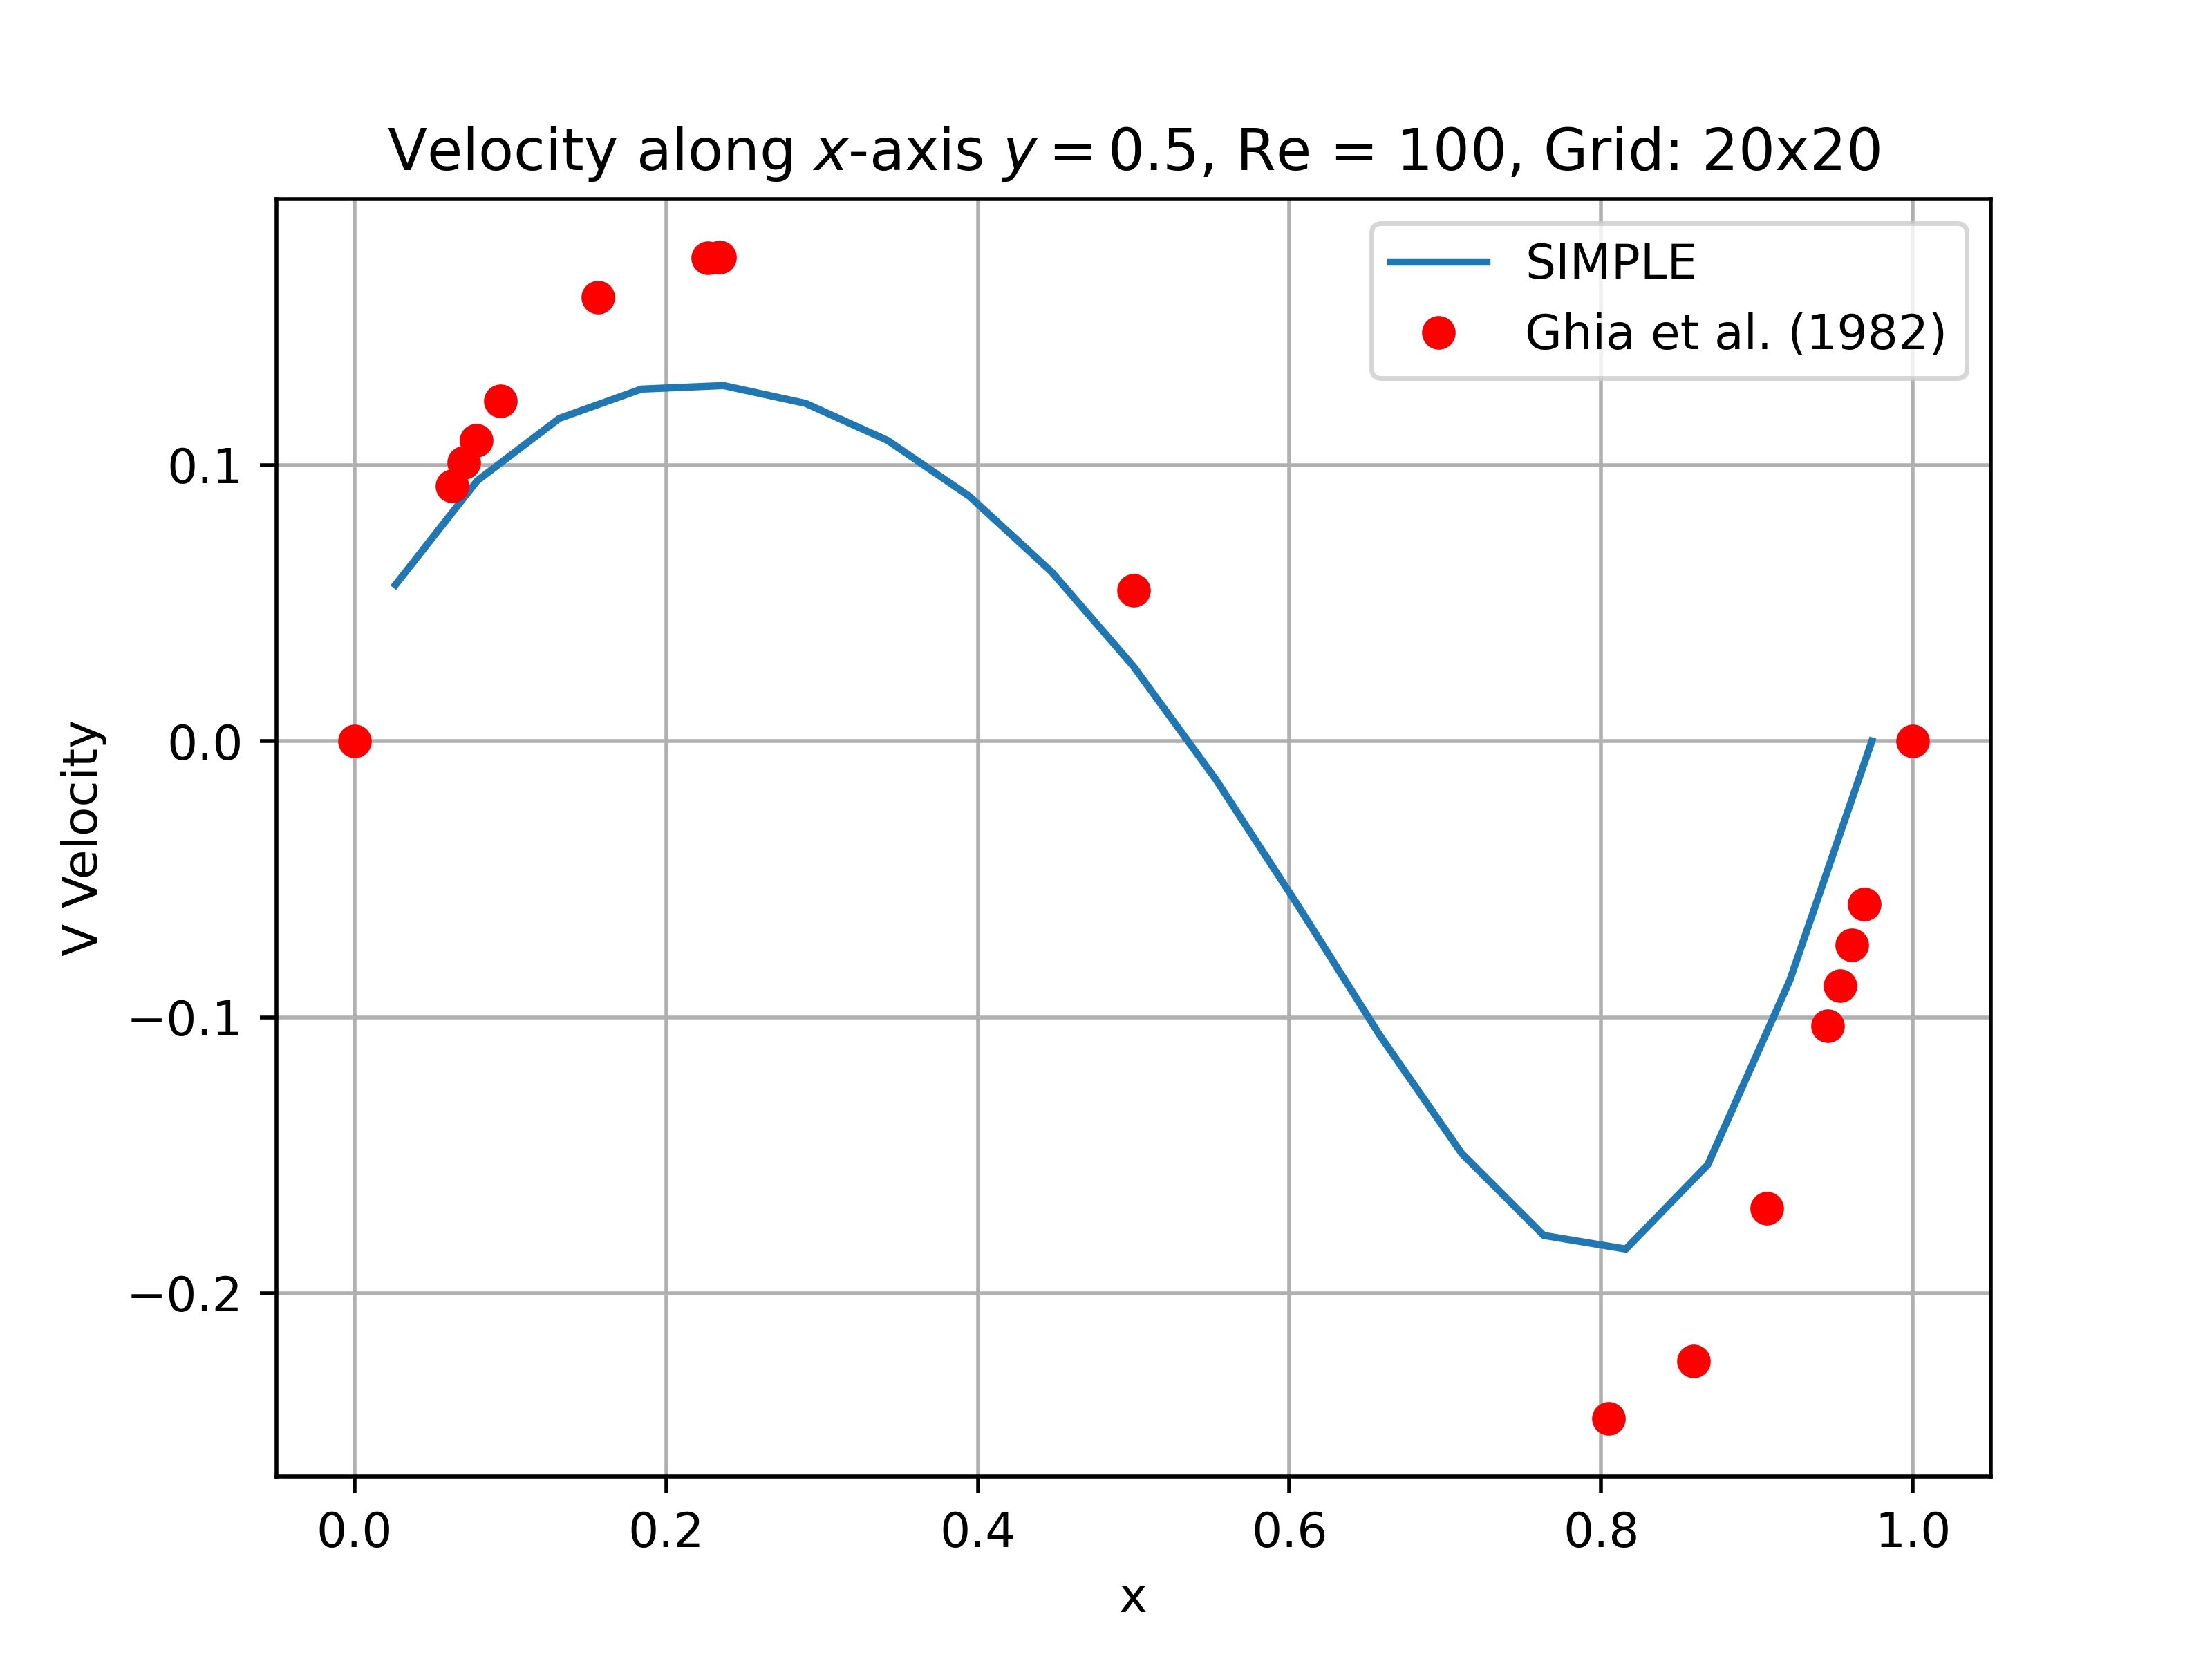 Velocity along x-axis y = 0.5, Re = 100, Grid: 20x20
SIMPLE
Ghia et al. (1982)
0.1
0.0
−0.1
−0.2
V Velocity
0.0 0.2 0.4 0.6 0.8 1.0
x